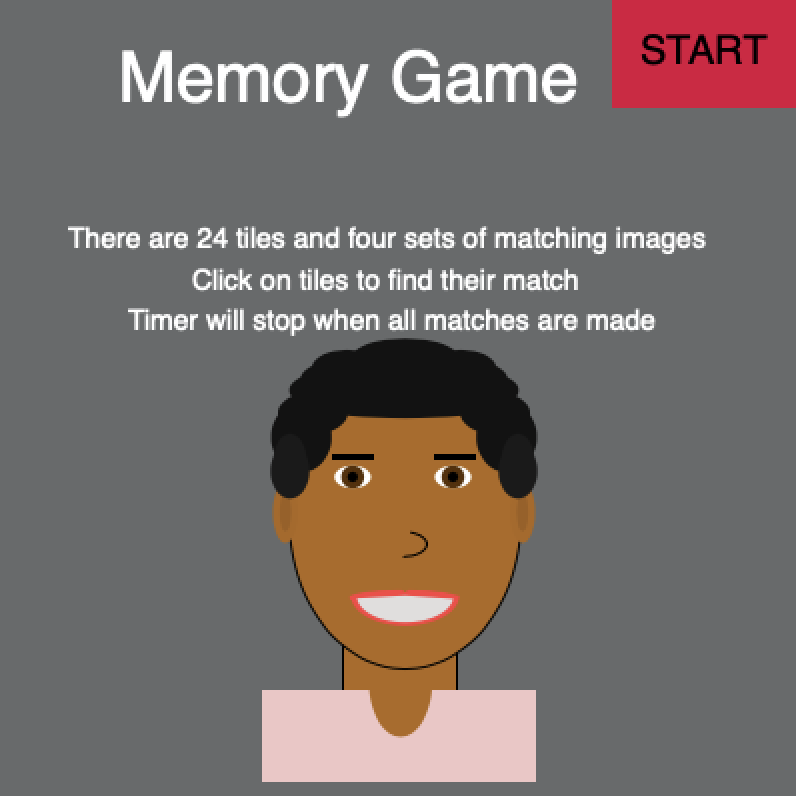 Memory Game
START
There are 24 tiles and four sets of matching images
Click on tiles to find their match
Timer will stop when all matches are made